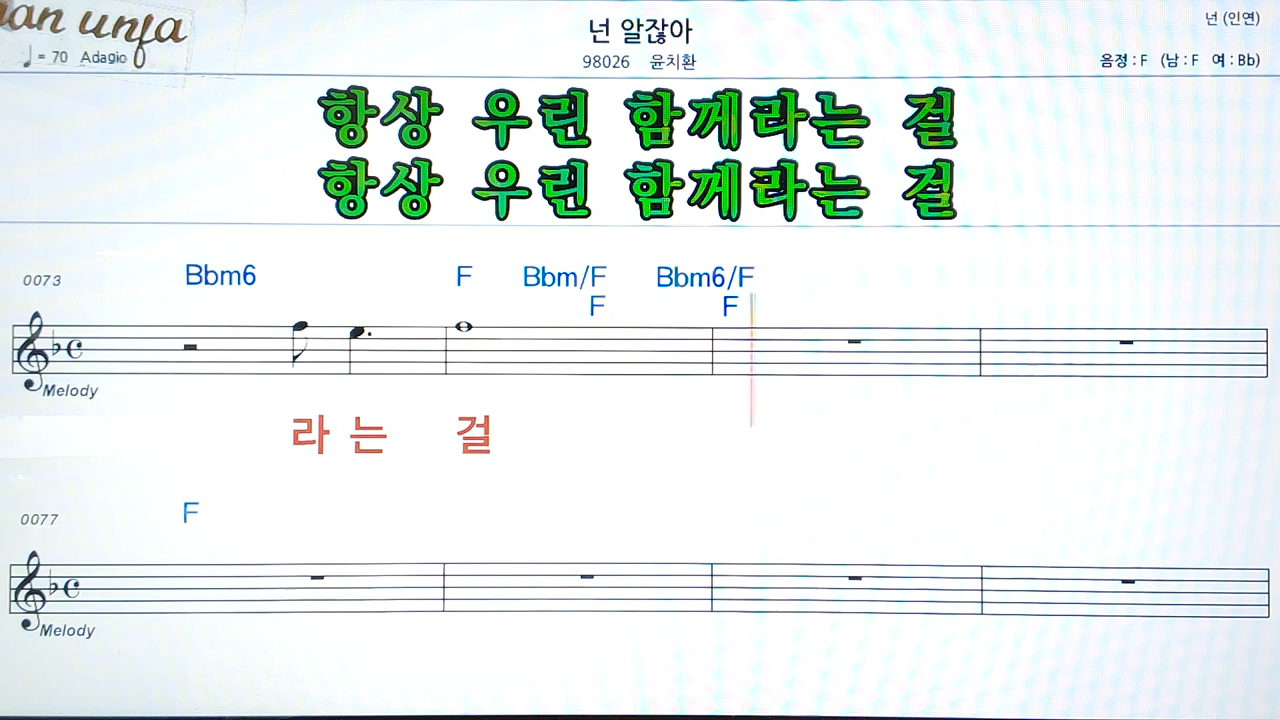 unfa
넌 알잖아
넌 (인연)
♩ = 70 Adagio
98026 윤치환
음정 : F (남 : F 여 : Bb)
항상 우린 함께라는 걸
항상 우린 함께라는 걸
0073 Bbm6 F Bbm/F Bbm6/F
F F
Melody
라 는 걸
0077 F
Melody